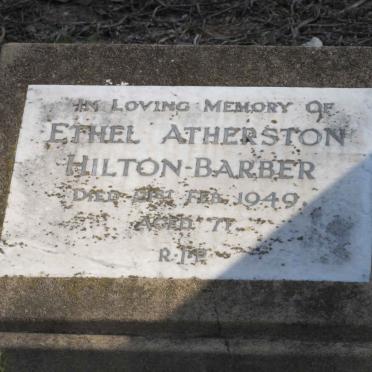 In Loving Memory Of
Ethel Atherston
Hilton-Barber
Died Feb. 1949
Aged 71
R.I.P.